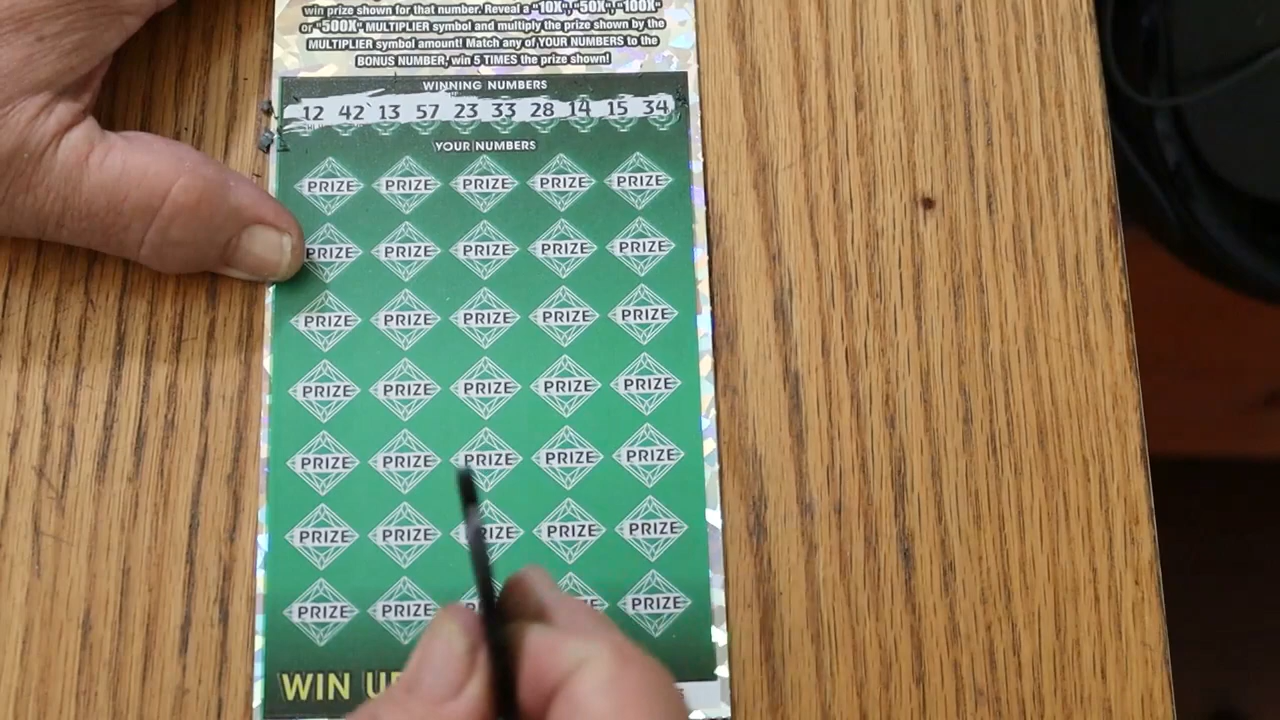 win prize shown for that number. Reveal a "10X", "50X", "100X"
or "500X" MULTIPLIER symbol and multiply the prize shown by the
MULTIPLIER symbol amount! Match any of YOUR NUMBERS to the
BONUS NUMBER, win 5 TIMES the prize shown!
WINNING NUMBERS
12 42 13 57 23 33 28 14 15 34
YOUR NUMBERS
PRIZE PRIZE PRIZE PRIZE PRIZE
PRIZE PRIZE PRIZE PRIZE PRIZE
PRIZE PRIZE PRIZE PRIZE PRIZE
PRIZE PRIZE PRIZE PRIZE PRIZE
PRIZE PRIZE PRIZE PRIZE PRIZE
PRIZE PRIZE PRIZE PRIZE PRIZE
PRIZE PRIZE PRIZE
WIN UP